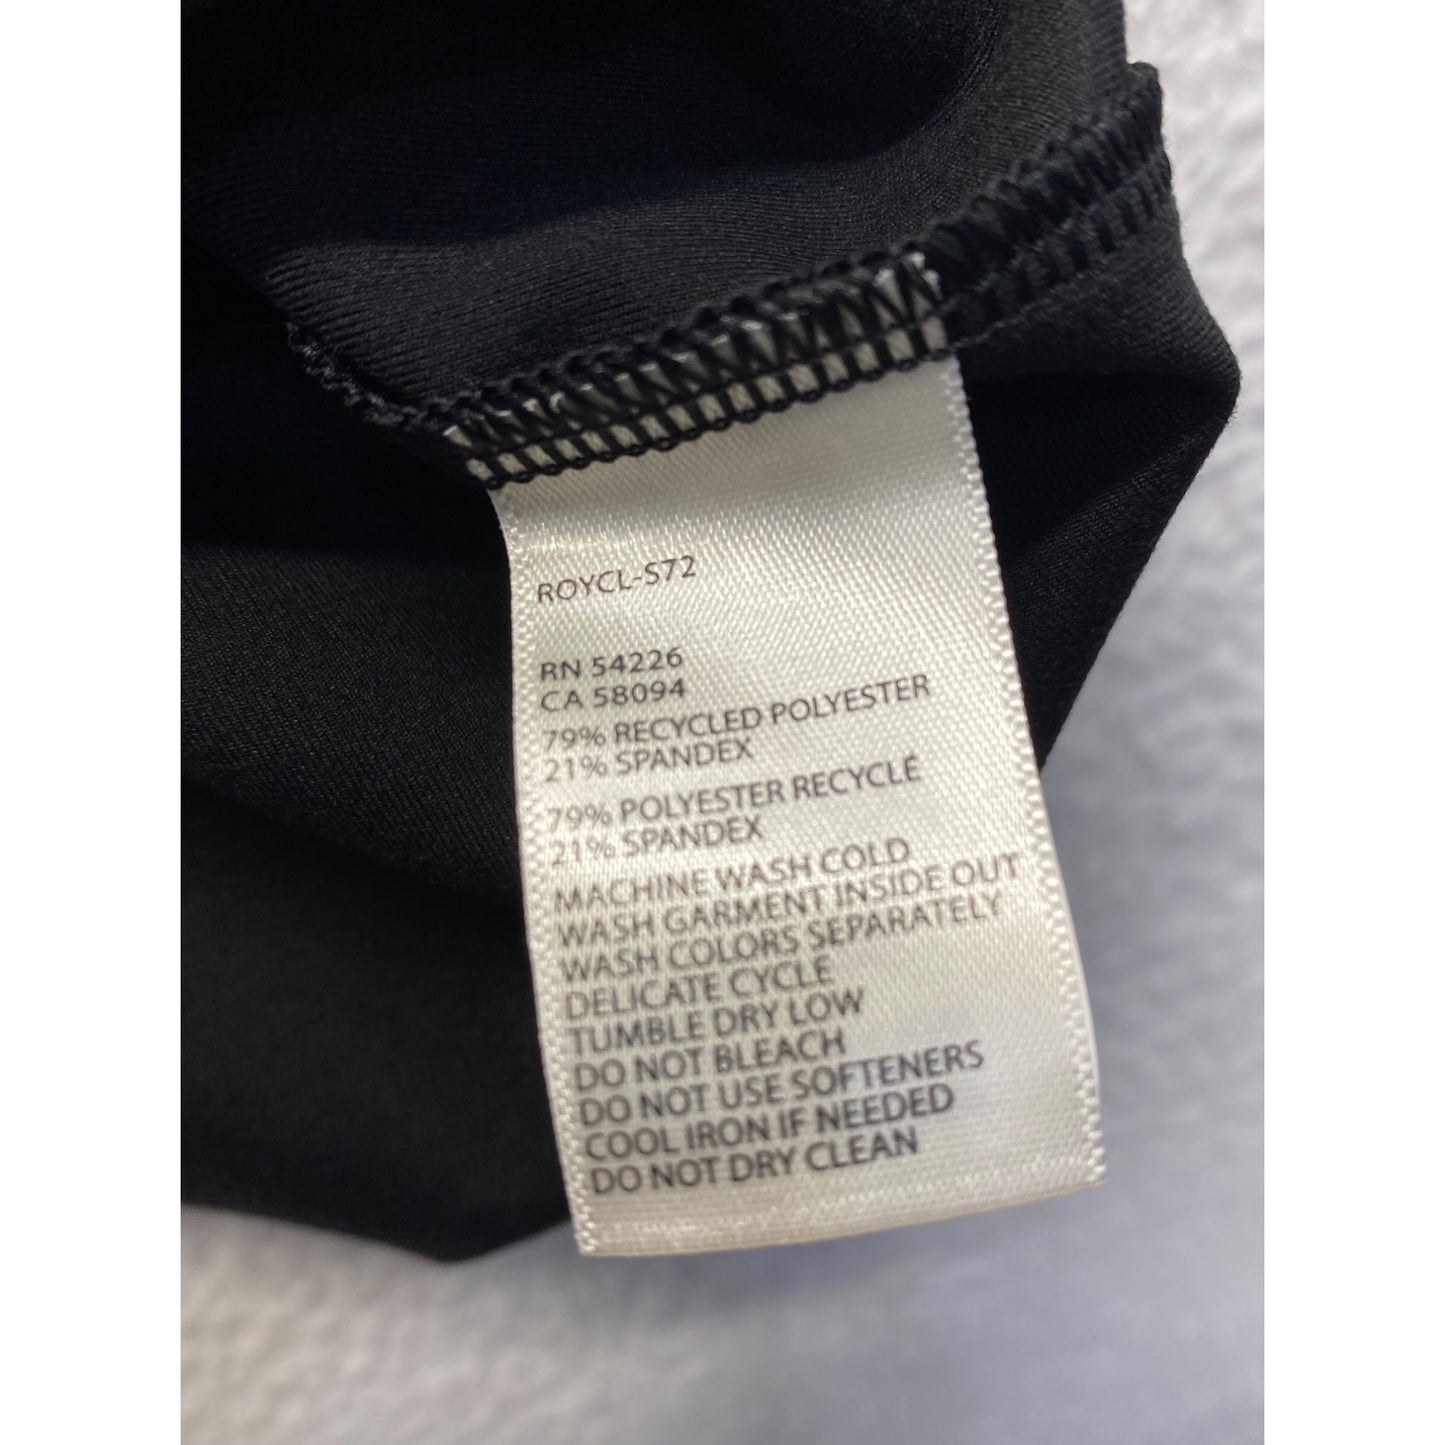 ROYCL-S72
RN 54226
CA 58094
79% RECYCLED POLYESTER
21% SPANDEX
79% POLYESTER RECYCLÉ
21% SPANDEX
MACHINE WASH COLD
WASH GARMENT INSIDE OUT
WASH COLORS SEPARATELY
DELICATE CYCLE
TUMBLE DRY LOW
DO NOT BLEACH
DO NOT USE SOFTENERS
COOL IRON IF NEEDED
DO NOT DRY CLEAN